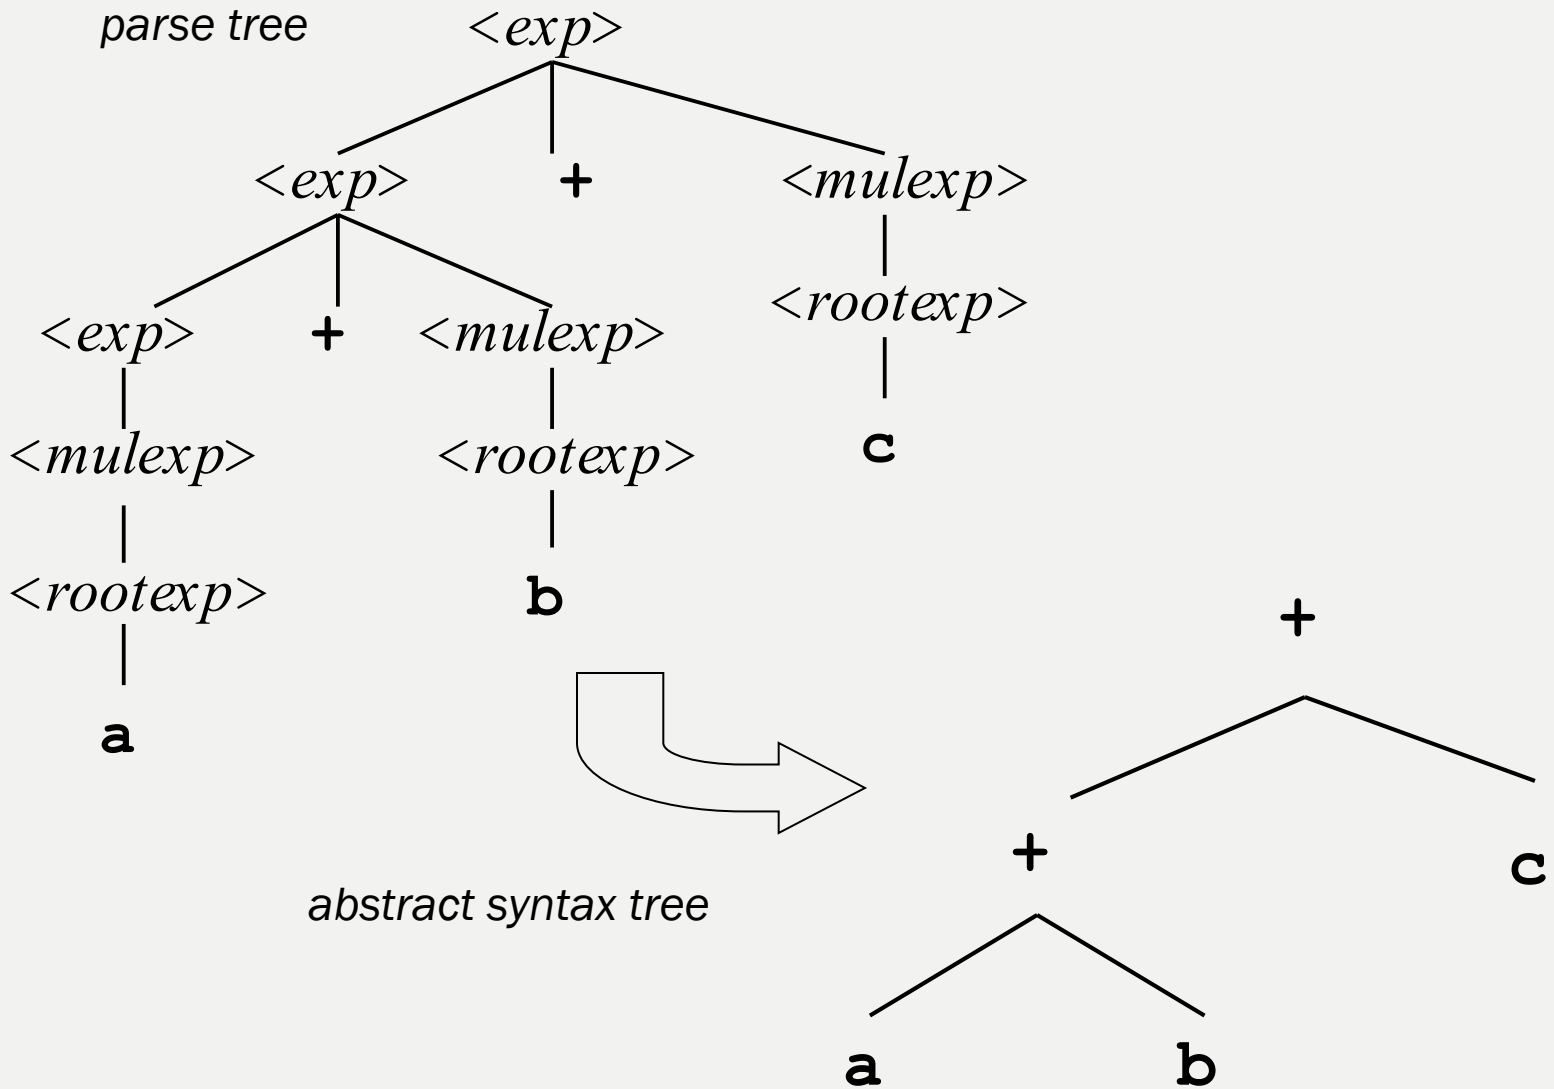 parse tree <exp>
<exp> + <mulexp>
<rootexp>
<exp> + <mulexp>
c
<mulexp> <rootexp>
<rootexp> b
+
a
+ c
abstract syntax tree
a b